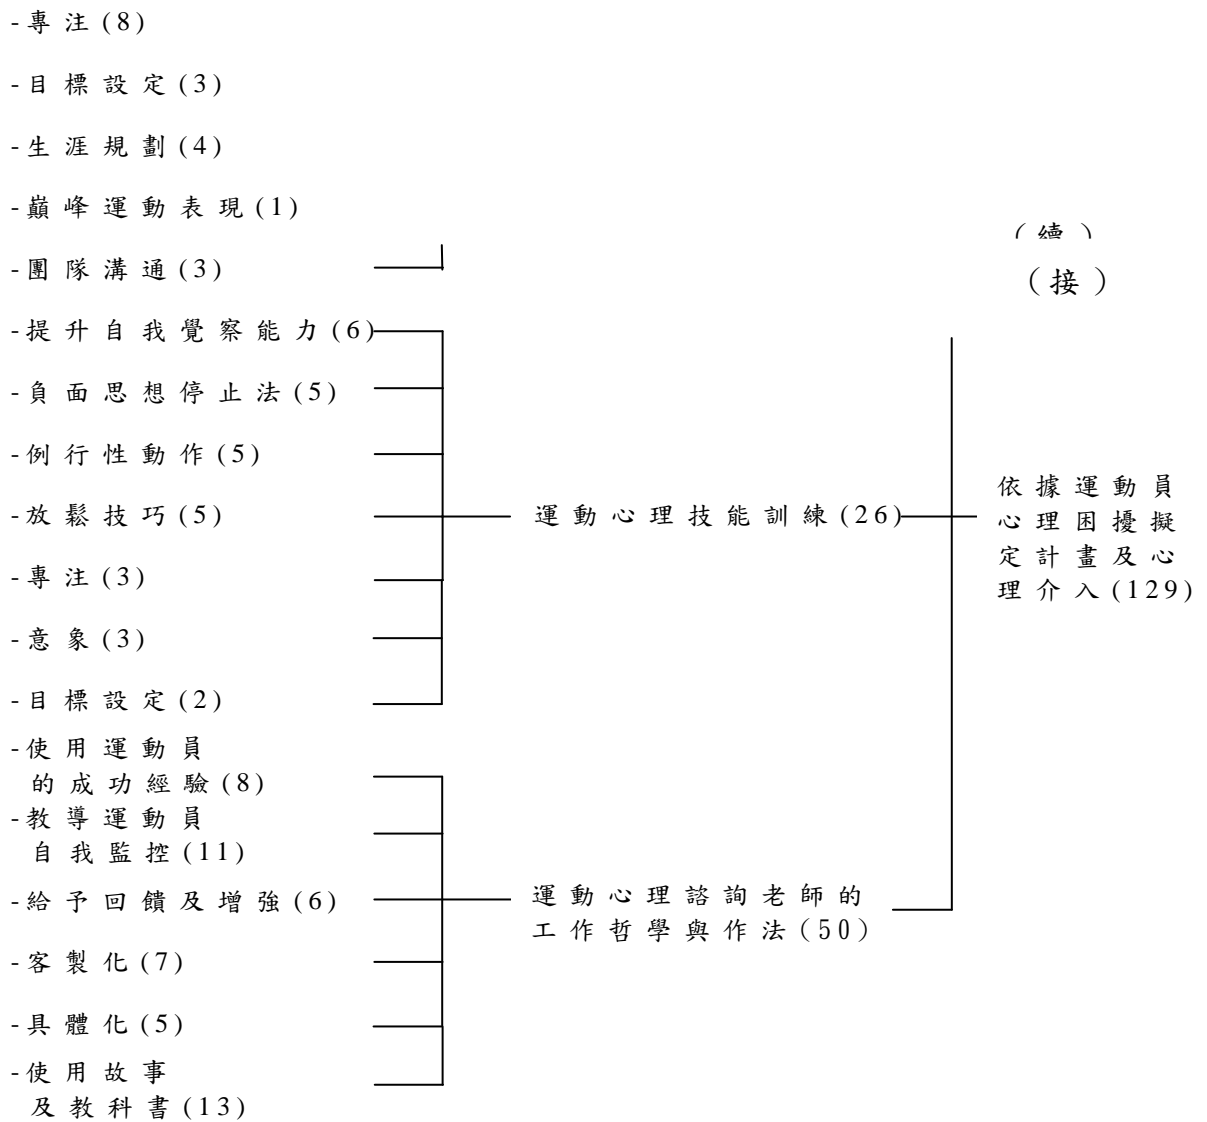 -專注(8)
-目標設定(3)
-生涯規劃(4)
-巔峰運動表現(1)
-團隊溝通(3)
(續)
(接)
-提升自我覺察能力(6)
-負面思想停止法(5)
-例行性動作(5)
-放鬆技巧(5)
-專注(3)
-意象(3)
-目標設定(2)
運動心理技能訓練(26)
依據運動員
心理困擾擬
定計畫及心
理介入(129)
-使用運動員
的成功經驗(8)
-教導運動員
自我監控(11)
-給予回饋及增強(6)
-客製化(7)
-具體化(5)
-使用故事
及教科書(13)
運動心理諮詢老師的
工作哲學與作法(50)